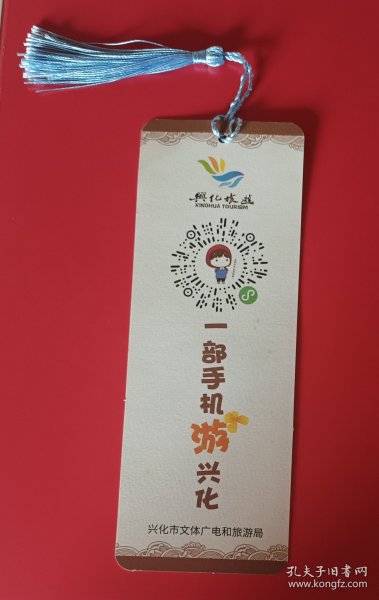 興化旅遊
XINGHUA TOURISM
一部手机游兴化
兴化市文体广电和旅游局
孔夫子旧书网
www.kongfz.com